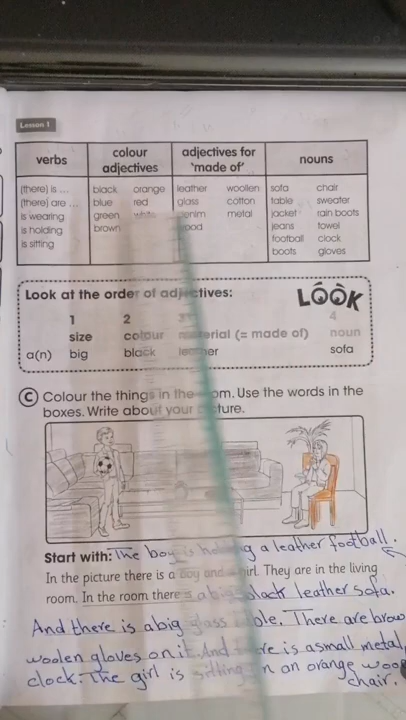 Lesson 1
verbs colour adjectives adjectives for 'made of' nouns
(there) is ... black orange leather woollen sofa chair
(there) are ... blue red glass cotton table sweater
is wearing green white denim metal jacket rain boots
is holding brown wood jeans towel
is sitting football clock
boots gloves
Look at the order of adjectives: LOOK
1 2 3 4
size colour material (= made of) noun
a(n) big black leather sofa
C Colour the things in the room. Use the words in the
boxes. Write about your picture.
Start with: The boy is holding a leather football.
In the picture there is a boy and a girl. They are in the living
room. In the room there is a big black leather sofa.
And there is a big glass table. There are brow
woolen gloves on it. And there is a small metal
clock. The girl is sitting on an orange woo
chair.